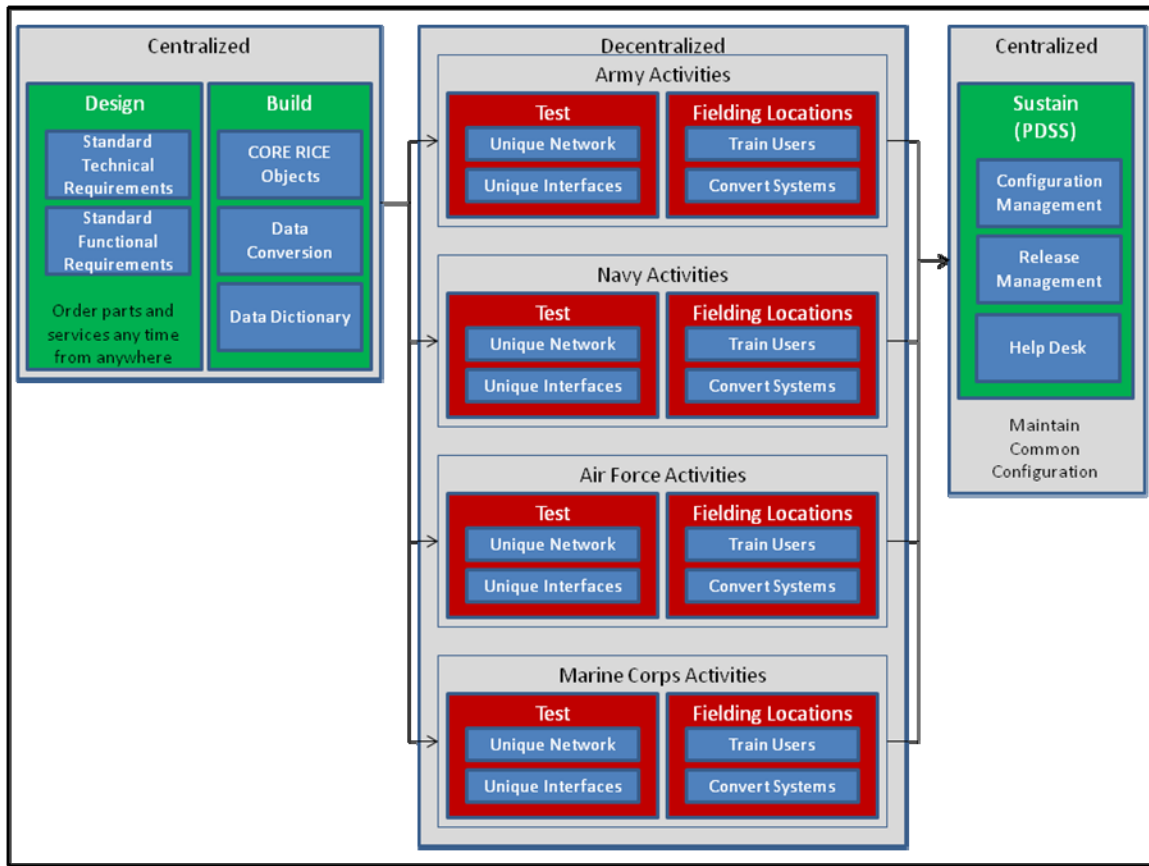 Centralized
Design
Standard
Technical
Requirements
Standard
Functional
Requirements
Order parts and
services any time
from anywhere
Build
CORE RICE
Objects
Data
Conversion
Data Dictionary
Decentralized
Army Activities
Test
Unique Network
Unique Interfaces
Fielding Locations
Train Users
Convert Systems
Navy Activities
Test
Unique Network
Unique Interfaces
Fielding Locations
Train Users
Convert Systems
Air Force Activities
Test
Unique Network
Unique Interfaces
Fielding Locations
Train Users
Convert Systems
Marine Corps Activities
Test
Unique Network
Unique Interfaces
Fielding Locations
Train Users
Convert Systems
Centralized
Sustain
(PDSS)
Configuration
Management
Release
Management
Help Desk
Maintain
Common
Configuration